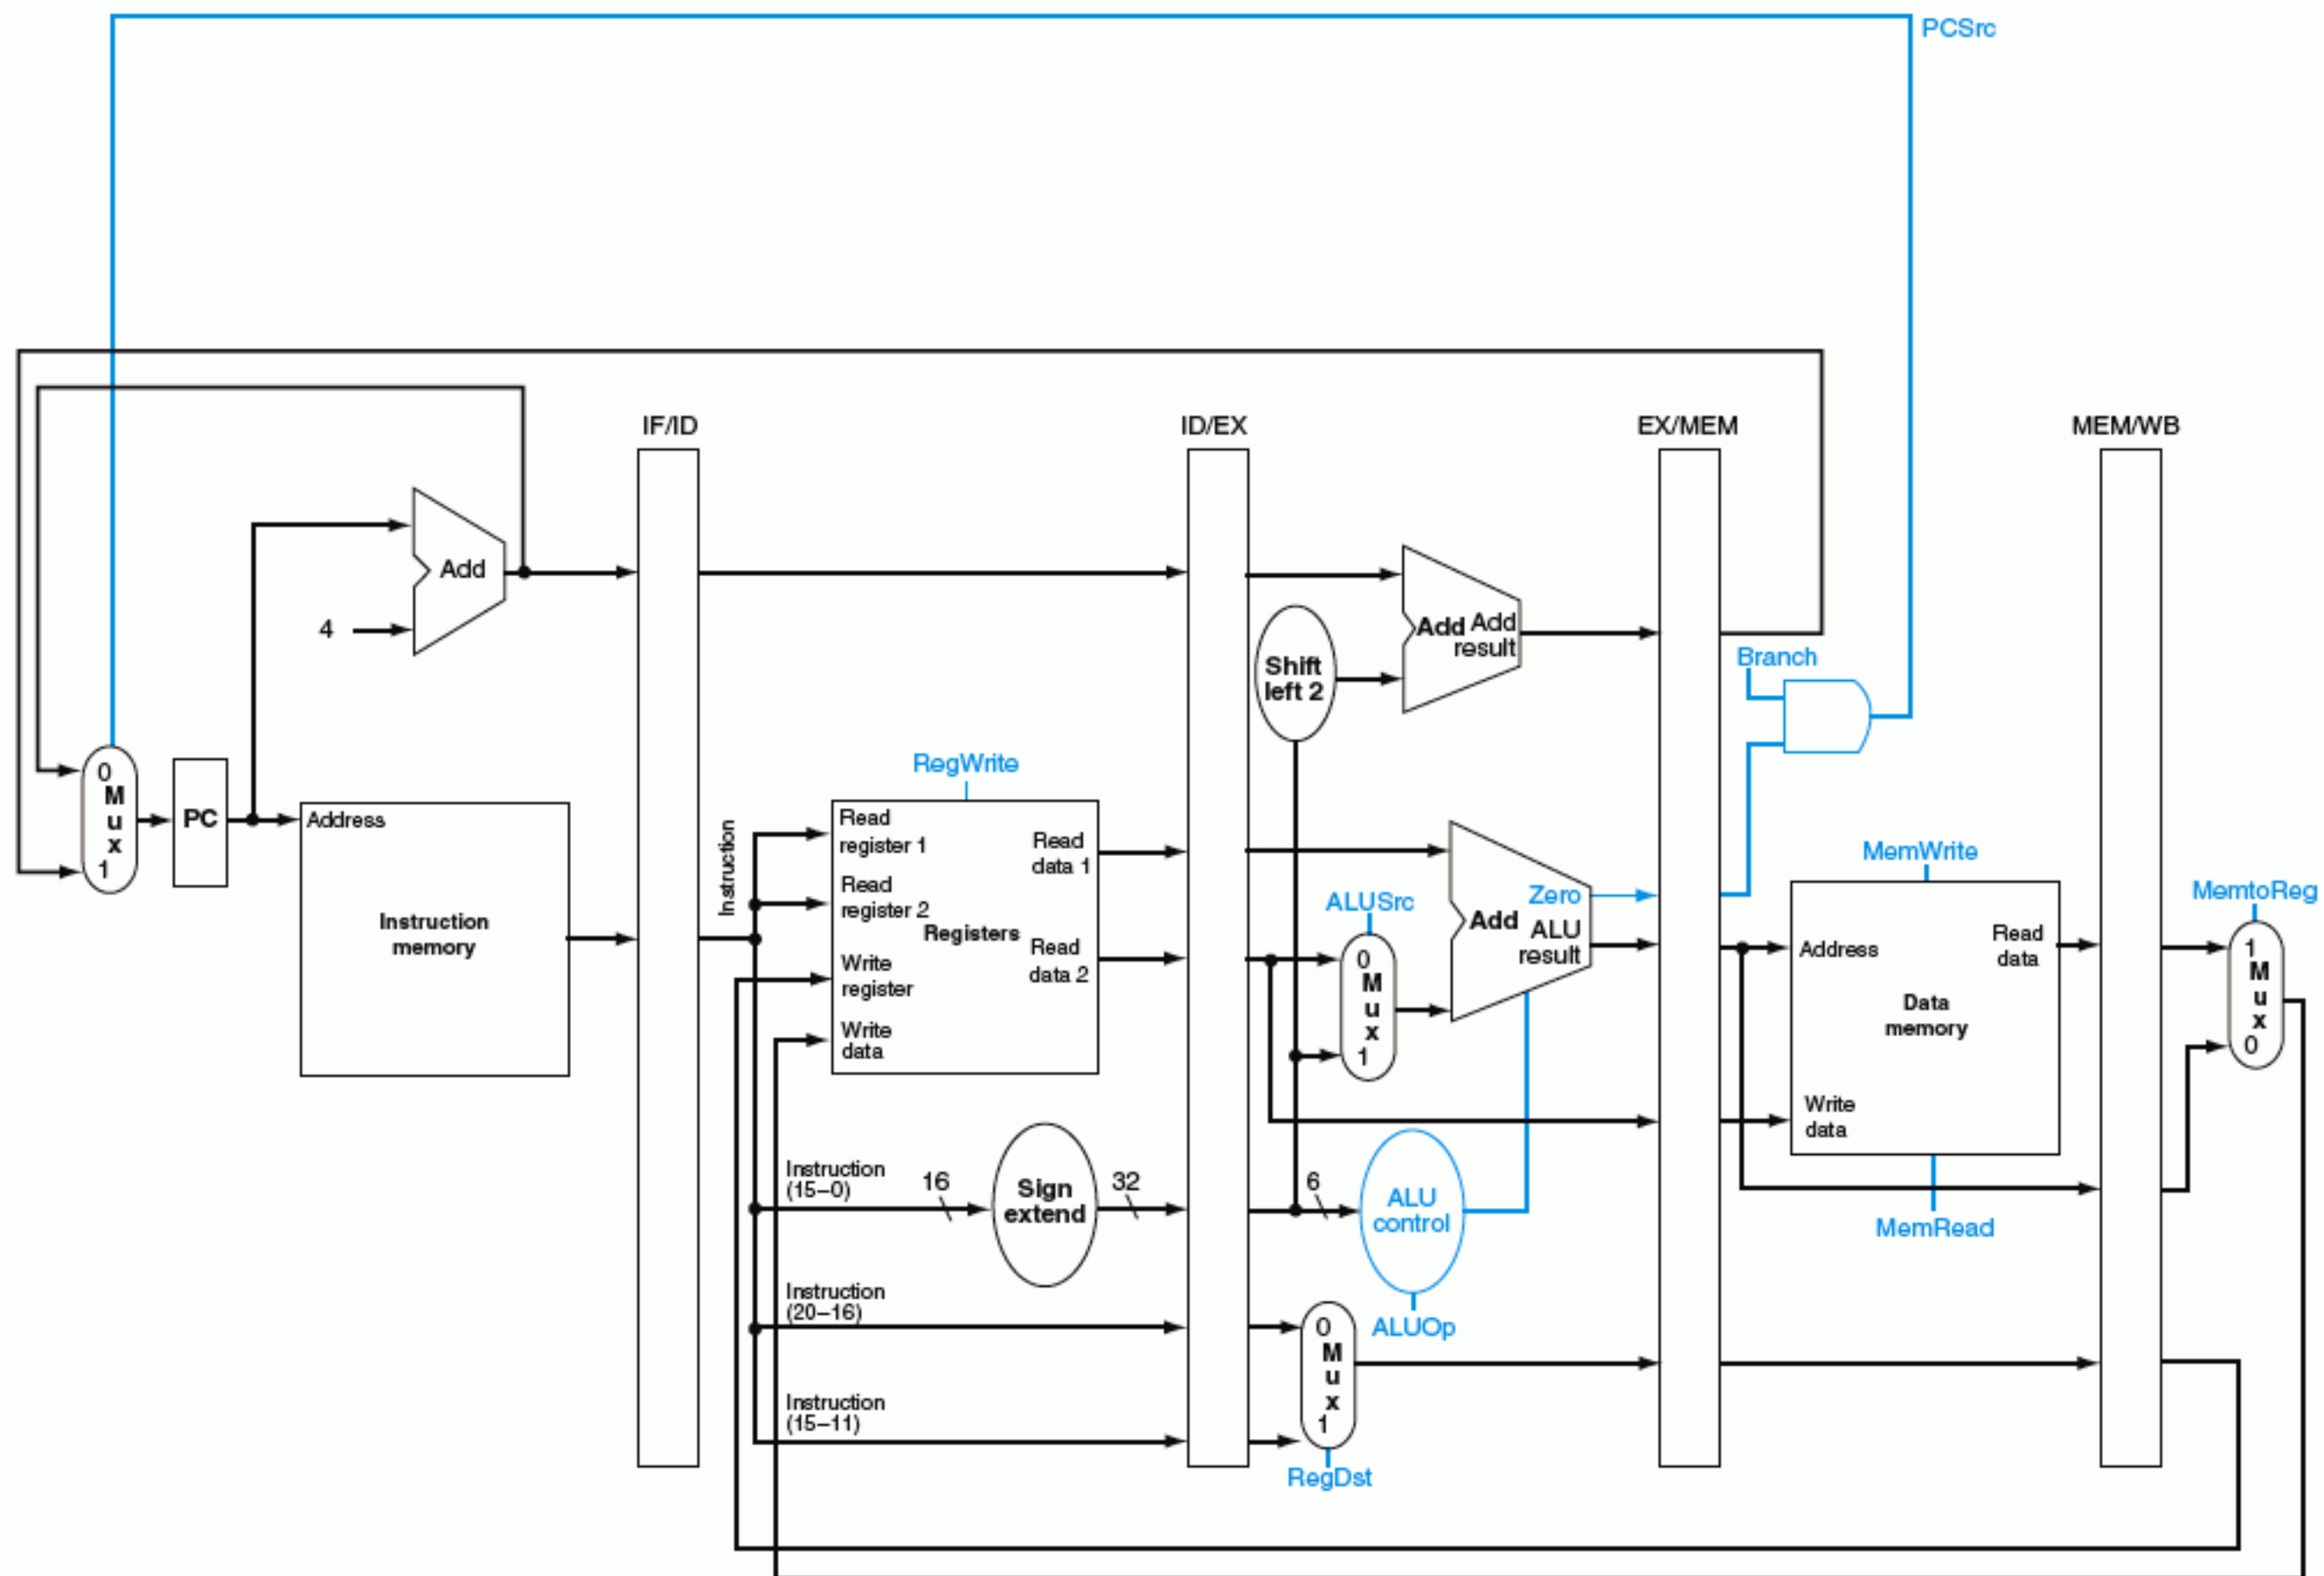 PCSrc
IF/ID
ID/EX
EX/MEM
MEM/WB
Add
4
Add Add
result
Shift
left 2
Branch
0
M
u
x
1
PC
Address
Instruction
memory
Instruction
RegWrite
Read
register 1
Read
register 2
Write
register
Write
data
Registers
Read
data 1
Read
data 2
ALUSrc
0
M
u
x
1
Zero
Add
ALU
result
MemWrite
Address
Read
data
Data
memory
Write
data
MemRead
MemtoReg
1
M
u
x
0
Instruction
(15–0)
16
Sign
extend
32
6
ALU
control
ALUOp
Instruction
(20–16)
Instruction
(15–11)
0
M
u
x
1
RegDst